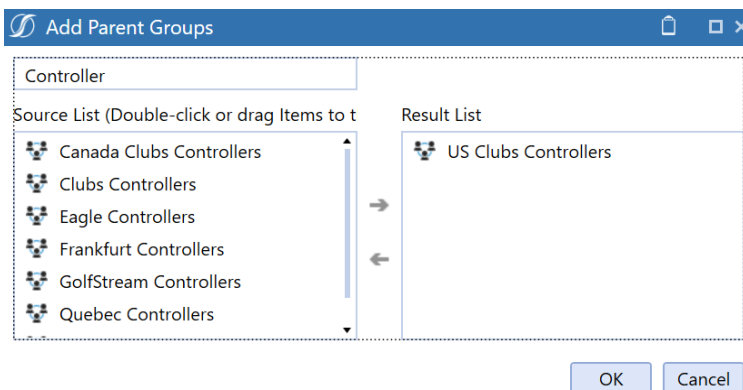 Add Parent Groups
Controller
Source List (Double-click or drag Items to t
Result List
Canada Clubs Controllers
Clubs Controllers
Eagle Controllers
Frankfurt Controllers
GolfStream Controllers
Quebec Controllers
US Clubs Controllers
OK
Cancel